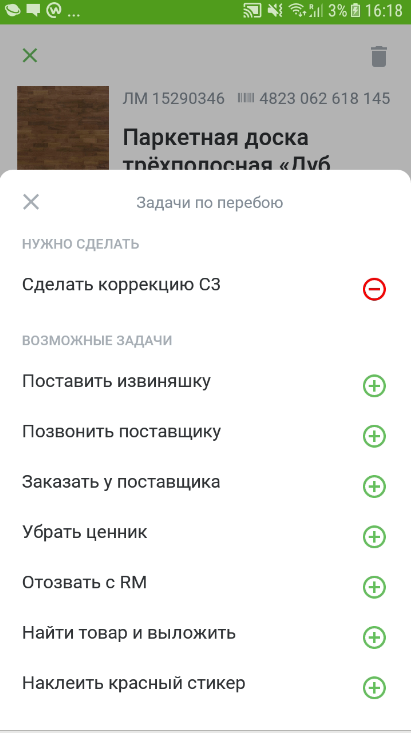 ... 3% 16:18
ЛМ 15290346 4823 062 618 145
Паркетная доска
трёхполосная «Дуб
Задачи по перебою
НУЖНО СДЕЛАТЬ
Сделать коррекцию СЗ
ВОЗМОЖНЫЕ ЗАДАЧИ
Поставить извиняшку
Позвонить поставщику
Заказать у поставщика
Убрать ценник
Отозвать с RM
Найти товар и выложить
Наклеить красный стикер